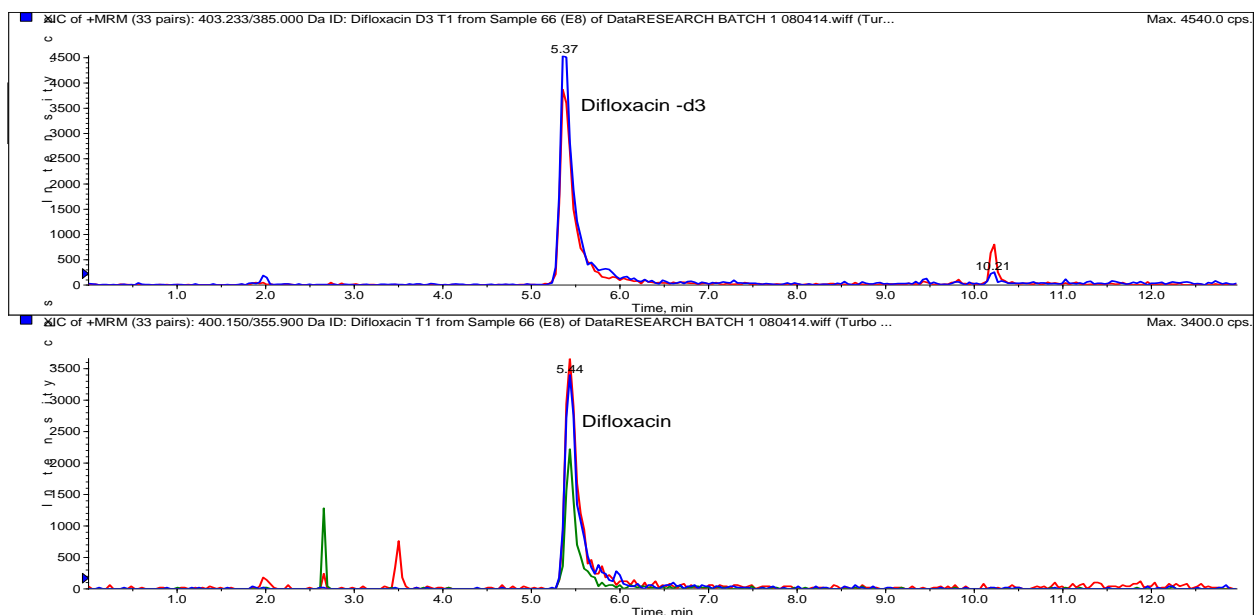 XIC of +MRM (33 pairs): 403.233/385.000 Da ID: Difloxacin D3 T1 from Sample 66 (E8) of DataRESEARCH BATCH 1 080414.wiff (Tur... Max. 4540.0 cps.
5.37
4500
4000
Difloxacin -d3
3500
3000
2500
2000
1500
1000
500
10.21
0
1.0 2.0 3.0 4.0 5.0 6.0 7.0 8.0 9.0 10.0 11.0 12.0
Time, min
XIC of +MRM (33 pairs): 400.150/355.900 Da ID: Difloxacin T1 from Sample 66 (E8) of DataRESEARCH BATCH 1 080414.wiff (Turbo ... Max. 3400.0 cps.
5.44
3500
3000
Difloxacin
2500
2000
1500
1000
500
0
1.0 2.0 3.0 4.0 5.0 6.0 7.0 8.0 9.0 10.0 11.0 12.0
Time, min